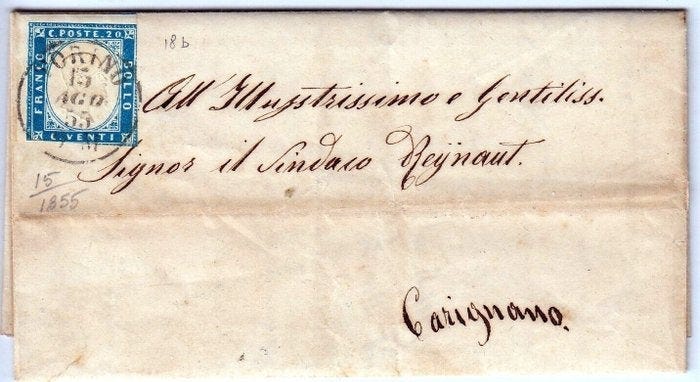 C. POSTE. 20.
FRANCO
BOLLO
C. VENTI
TORINO
15
AGO
55
18b
All' Illustrissimo e Gentiliss.
Signor il Sindaco Reÿnaut.
15
1855
Carignano.